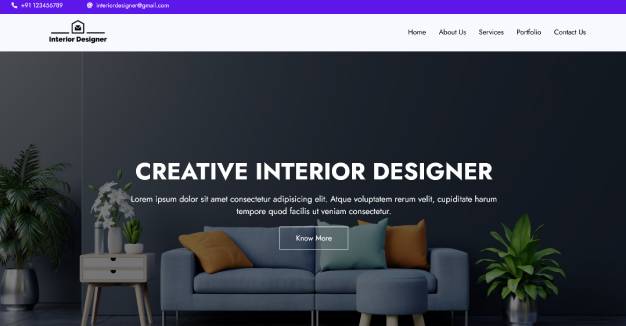 +91 123456789 interiordesigner@gmail.com
Interior Designer
Home About Us Services Portfolio Contact Us
CREATIVE INTERIOR DESIGNER
Lorem ipsum dolor sit amet consectetur adipisicing elit. Atque voluptatem rerum velit, cupiditate harum
tempore quod facilis ut veniam consectetur.
Know More